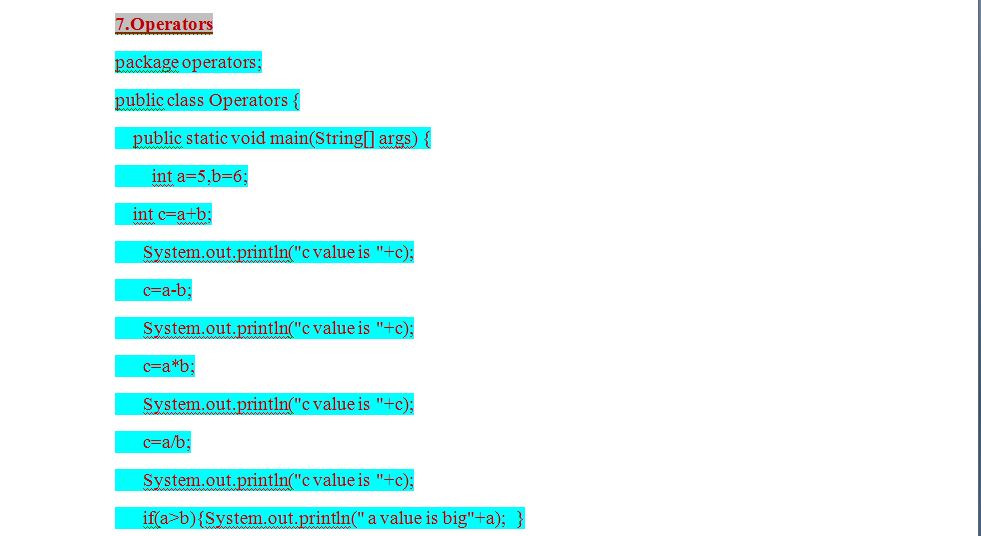 7.Operators
package operators;
public class Operators {
public static void main(String[] args) {
int a=5,b=6;
int c=a+b;
System.out.println("c value is "+c);
c=a-b;
System.out.println("c value is "+c);
c=a*b;
System.out.println("c value is "+c);
c=a/b;
System.out.println("c value is "+c);
if(a>b){System.out.println(" a value is big"+a); }